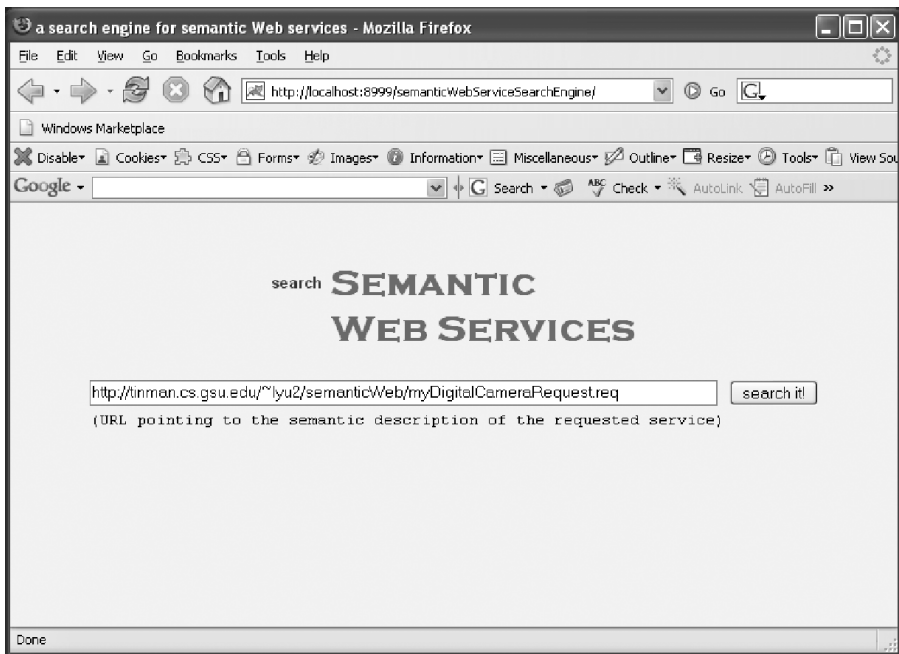 a search engine for semantic Web services - Mozilla Firefox
File Edit View Go Bookmarks Tools Help
http://localhost:8999/semanticWebServiceSearchEngine/ Go G
Windows Marketplace
Disable Cookies CSS Forms Images Information Miscellaneous Outline Resize Tools View Sou
Google G Search ABC Check AutoLink AutoFill »
search SEMANTIC
WEB SERVICES
http://tinman.cs.gsu.edu/~lyu2/semanticWeb/myDigitalCameraRequest.req search it!
(URL pointing to the semantic description of the requested service)
Done